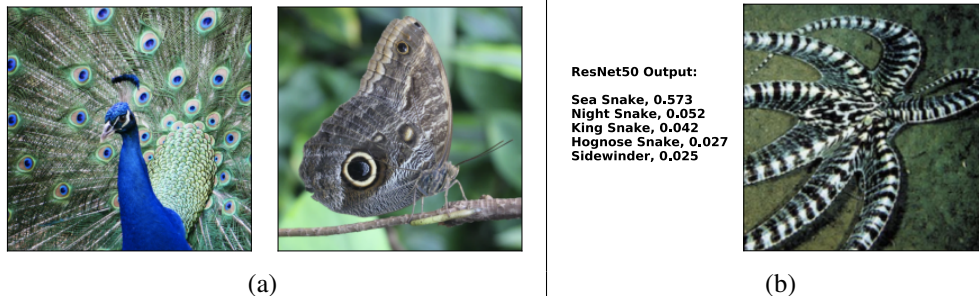 ResNet50 Output:
Sea Snake, 0.573
Night Snake, 0.052
King Snake, 0.042
Hognose Snake, 0.027
Sidewinder, 0.025
(a)
(b)